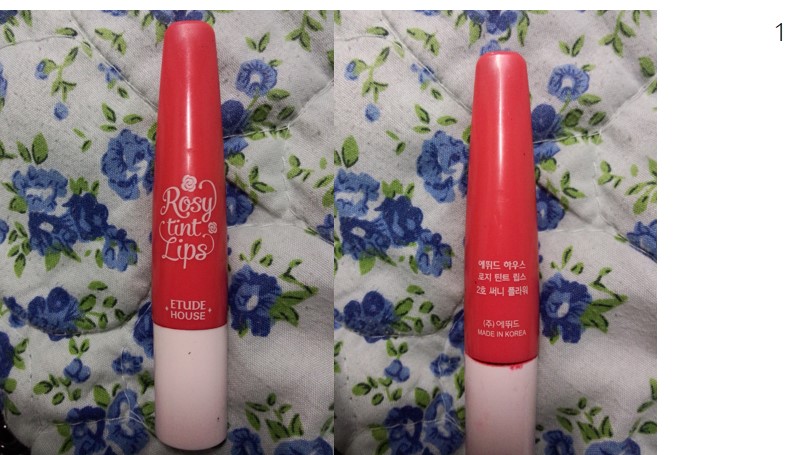 Rosy
tint
Lips
ETUDE
HOUSE
에뛰드 하우스
로지 틴트 립스
2호 써니 플라워
(주)에뛰드
MADE IN KOREA
1